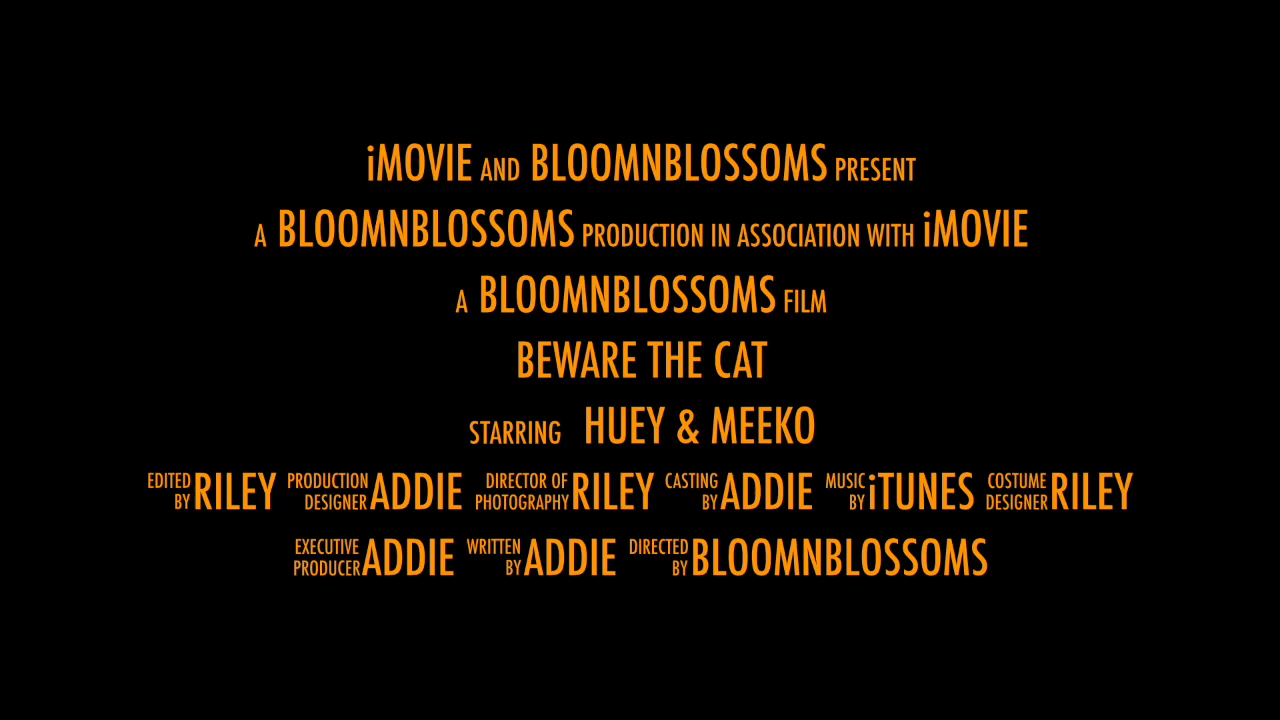 iMOVIE AND BLOOMNBLOSSOMS PRESENT
A BLOOMNBLOSSOMS PRODUCTION IN ASSOCIATION WITH iMOVIE
A BLOOMNBLOSSOMS FILM
BEWARE THE CAT
STARRING HUEY & MEEKO
EDITED BY RILEY PRODUCTION DESIGNER ADDIE DIRECTOR OF PHOTOGRAPHY RILEY CASTING BY ADDIE MUSIC BY iTUNES COSTUME DESIGNER RILEY
EXECUTIVE PRODUCER ADDIE WRITTEN BY ADDIE DIRECTED BY BLOOMNBLOSSOMS